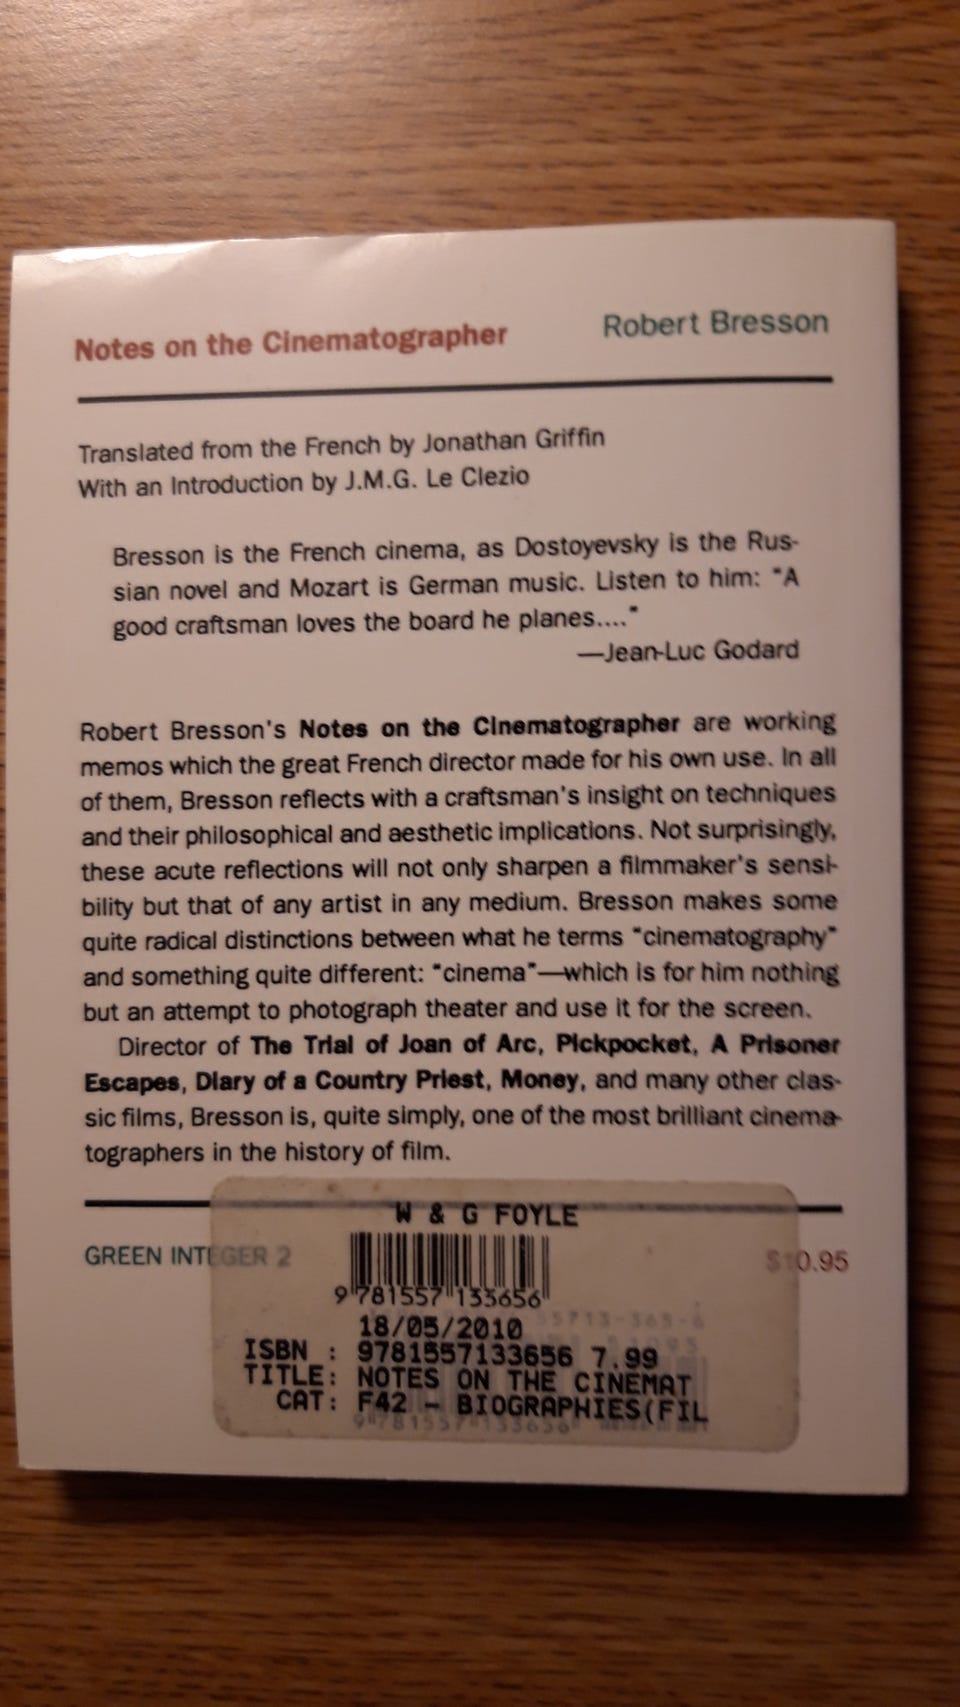 Notes on the Cinematographer Robert Bresson
Translated from the French by Jonathan Griffin
With an Introduction by J.M.G. Le Clezio
Bresson is the French cinema, as Dostoyevsky is the Rus-
sian novel and Mozart is German music. Listen to him: "A
good craftsman loves the board he planes...."
—Jean-Luc Godard
Robert Bresson's Notes on the Cinematographer are working
memos which the great French director made for his own use. In all
of them, Bresson reflects with a craftsman's insight on techniques
and their philosophical and aesthetic implications. Not surprisingly,
these acute reflections will not only sharpen a filmmaker's sensi-
bility but that of any artist in any medium. Bresson makes some
quite radical distinctions between what he terms "cinematography"
and something quite different: "cinema"—which is for him nothing
but an attempt to photograph theater and use it for the screen.
Director of The Trial of Joan of Arc, Pickpocket, A Prisoner
Escapes, Diary of a Country Priest, Money, and many other clas-
sic films, Bresson is, quite simply, one of the most brilliant cinema-
tographers in the history of film.
W & G FOYLE
GREEN INTEGER 2 $10.95
9 781557 133656
18/05/2010
ISBN : 9781557133656 7.99
TITLE: NOTES ON THE CINEMAT
CAT: F42 - BIOGRAPHIES(FIL